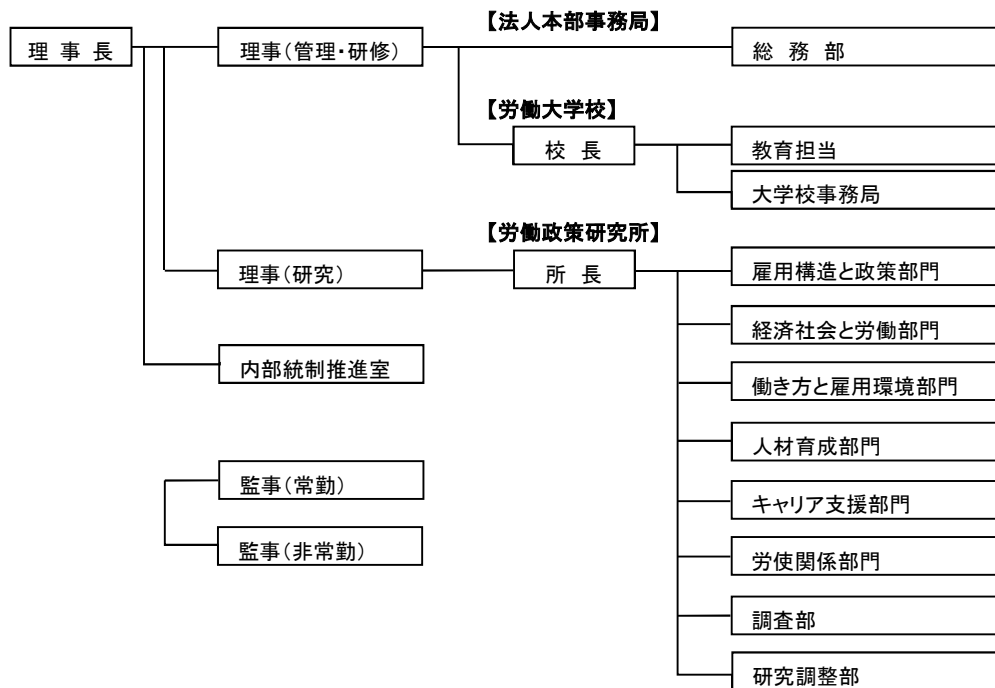 【法人本部事務局】
理 事 長
理事(管理・研修)
総 務 部
【労働大学校】
校 長
教育担当
大学校事務局
【労働政策研究所】
理事(研究)
所 長
雇用構造と政策部門
経済社会と労働部門
内部統制推進室
働き方と雇用環境部門
人材育成部門
監事(常勤)
キャリア支援部門
監事(非常勤)
労使関係部門
調査部
研究調整部